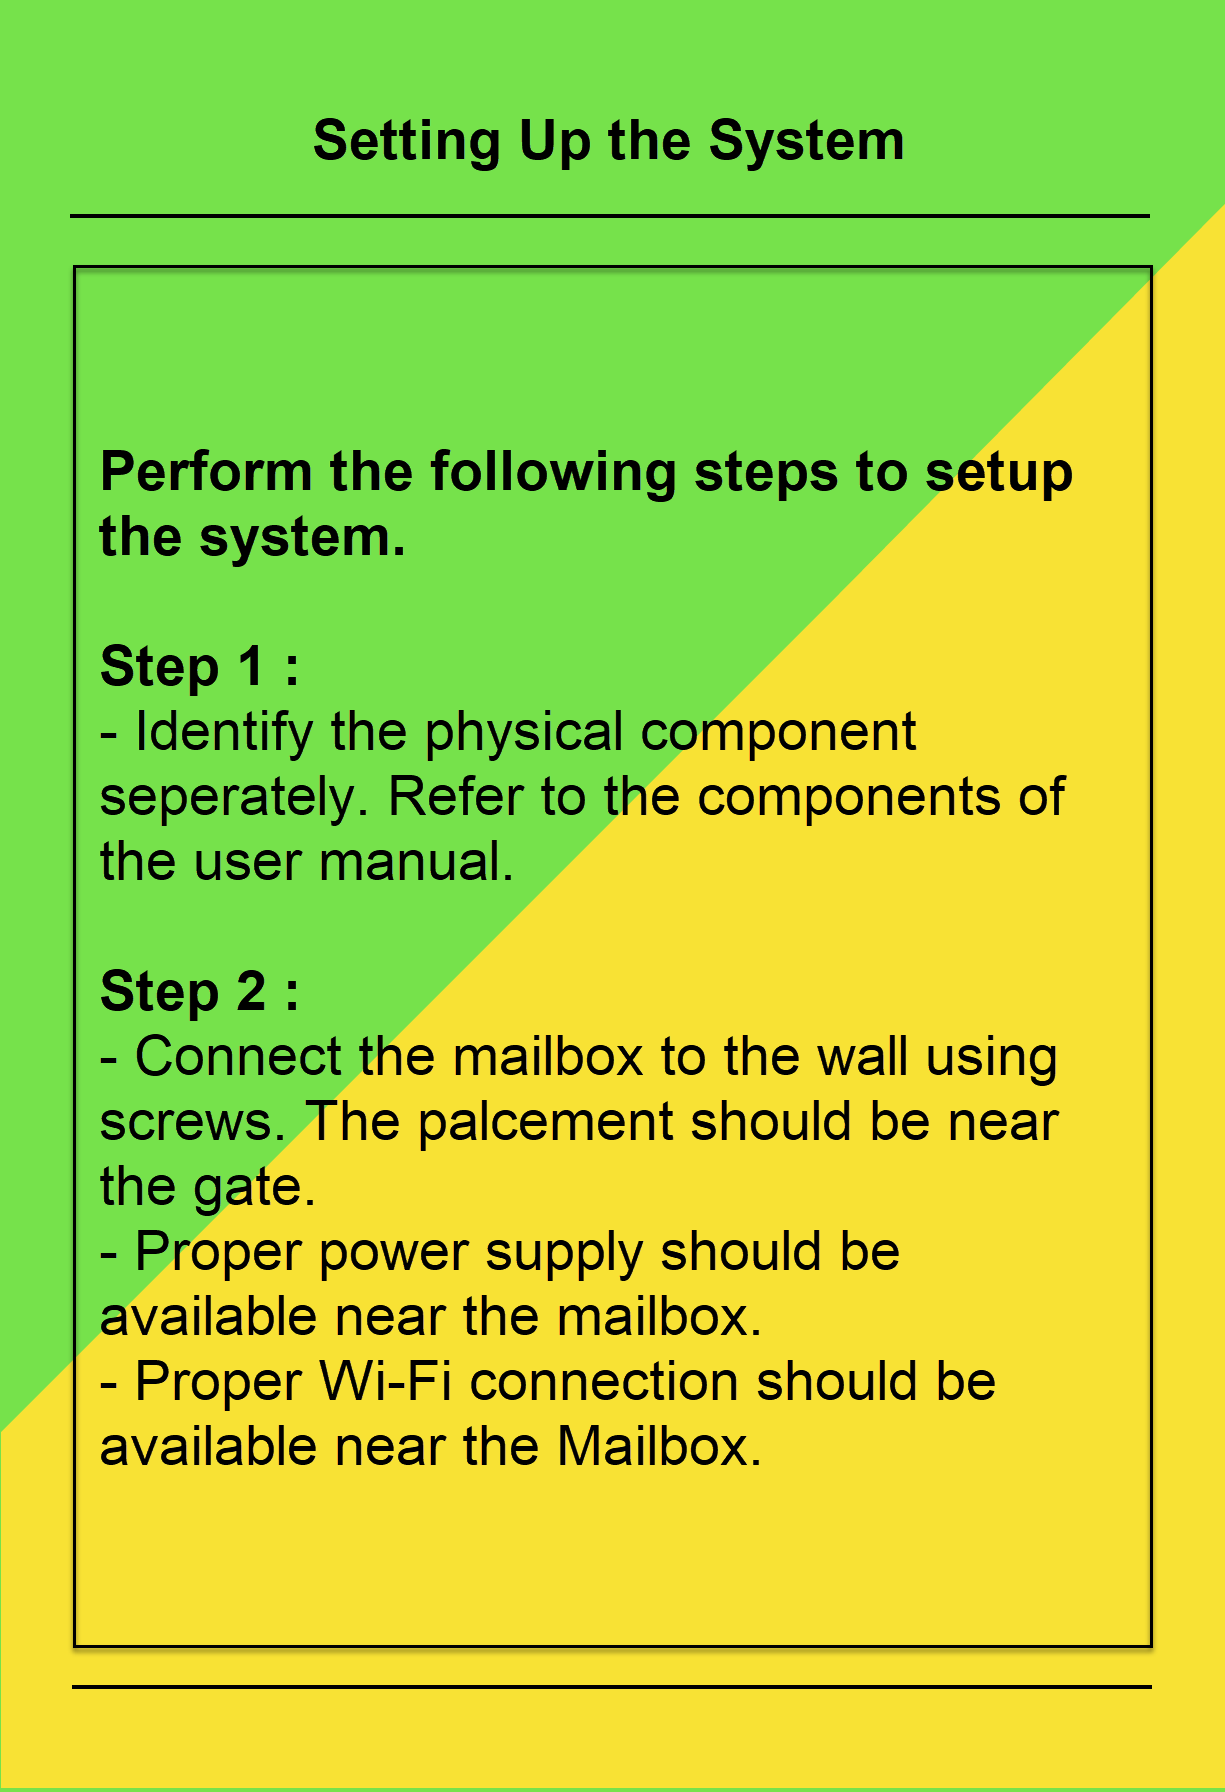 Setting Up the System
Perform the following steps to setup
the system.
Step 1 :
- Identify the physical component
seperately. Refer to the components of
the user manual.
Step 2 :
- Connect the mailbox to the wall using
screws. The palcement should be near
the gate.
- Proper power supply should be
available near the mailbox.
- Proper Wi-Fi connection should be
available near the Mailbox.